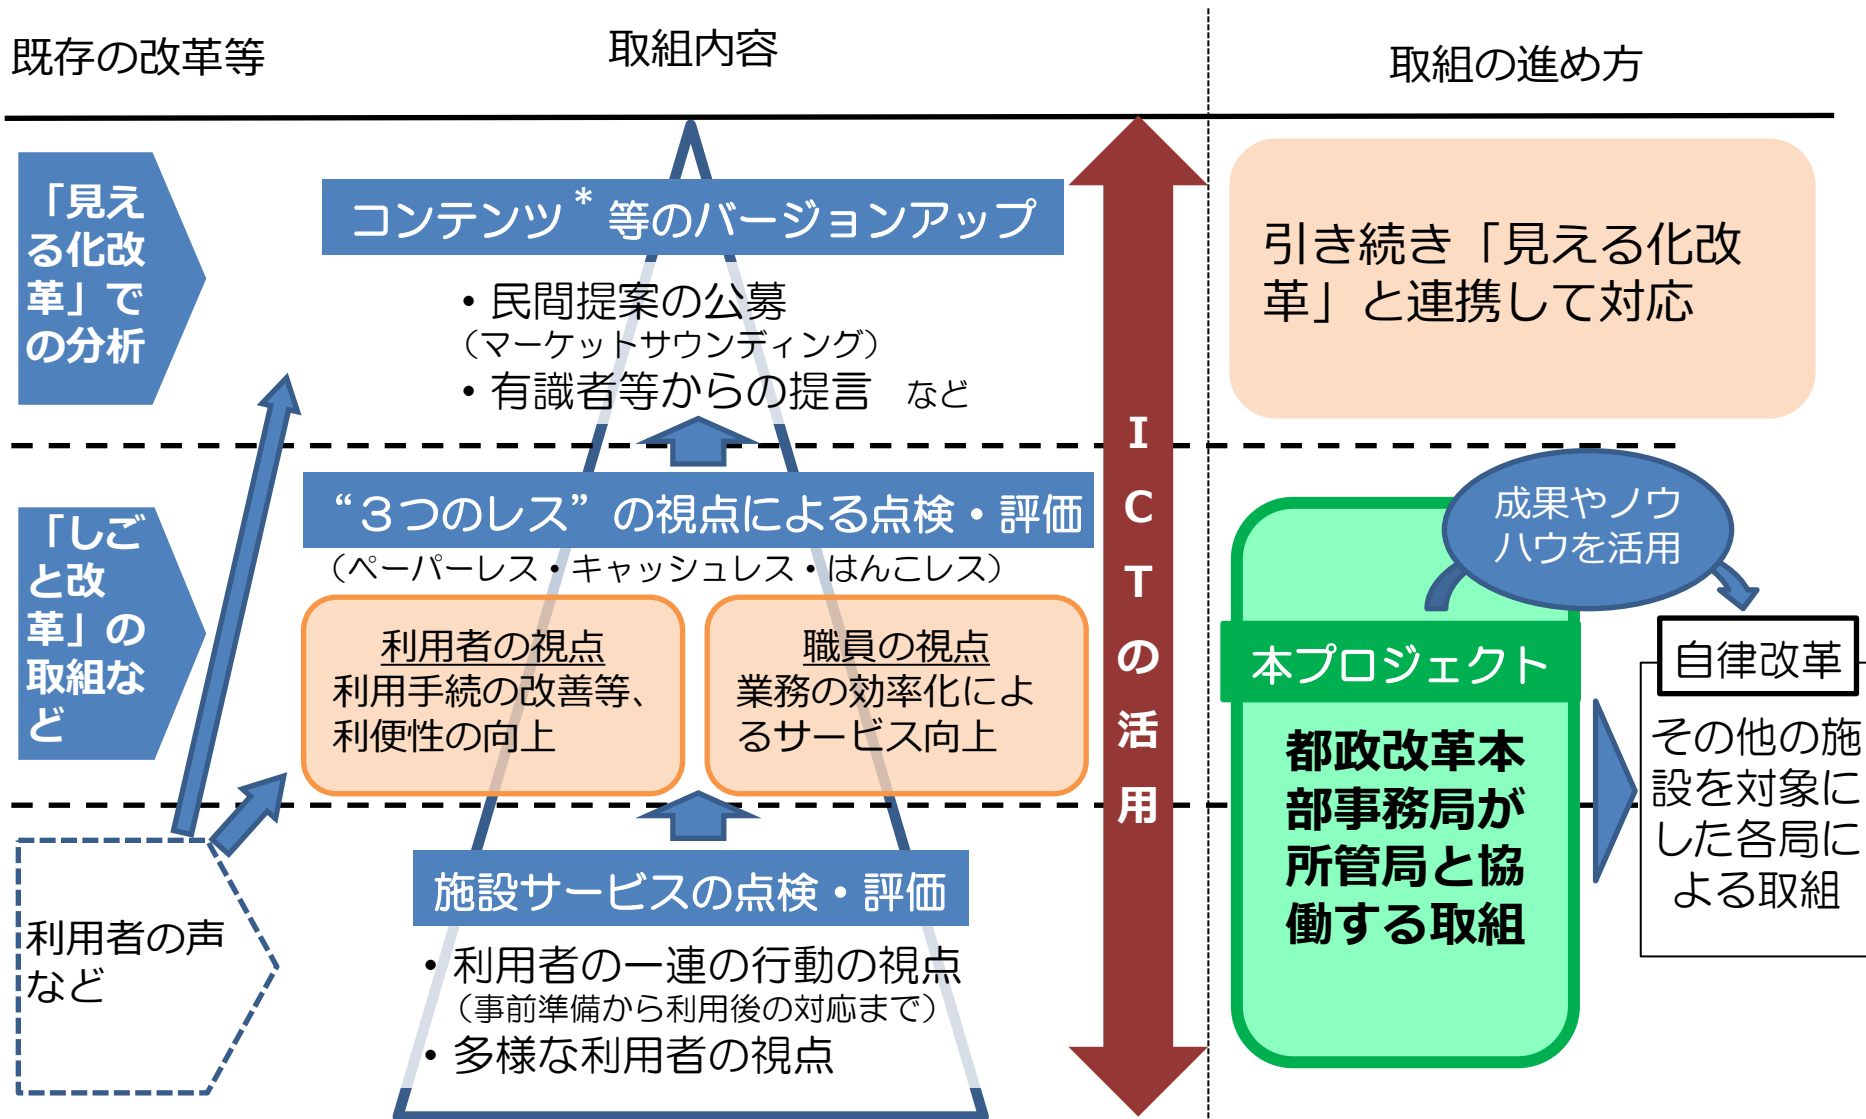 既存の改革等
取組内容
取組の進め方
「見え
る化改
革」で
の分析
コンテンツ* 等のバージョンアップ
・民間提案の公募
（マーケットサウンディング）
・有識者等からの提言 など
引き続き「見える化改
革」と連携して対応
「しご
と改
革」の
取組な
ど
“３つのレス”の視点による点検・評価
（ペーパーレス・キャッシュレス・はんこレス）
利用者の視点
利用手続の改善等、
利便性の向上
職員の視点
業務の効率化によ
るサービス向上
利用者の声
など
施設サービスの点検・評価
・利用者の一連の行動の視点
（事前準備から利用後の対応まで）
・多様な利用者の視点
Ｉ
Ｃ
Ｔ
の
活
用
成果やノウ
ハウを活用
本プロジェクト
都政改革本
部事務局が
所管局と協
働する取組
自律改革
その他の施
設を対象に
した各局に
よる取組